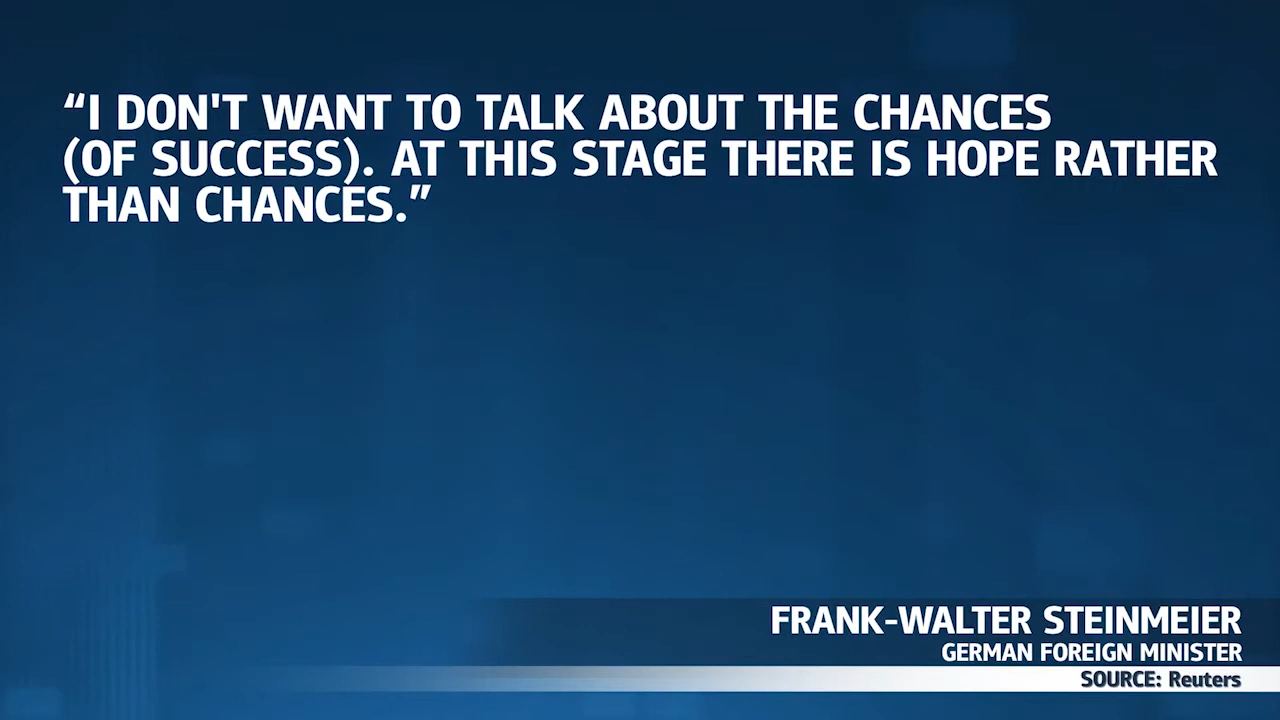 “I DON'T WANT TO TALK ABOUT THE CHANCES
(OF SUCCESS). AT THIS STAGE THERE IS HOPE RATHER
THAN CHANCES.”
FRANK-WALTER STEINMEIER
GERMAN FOREIGN MINISTER
SOURCE: Reuters